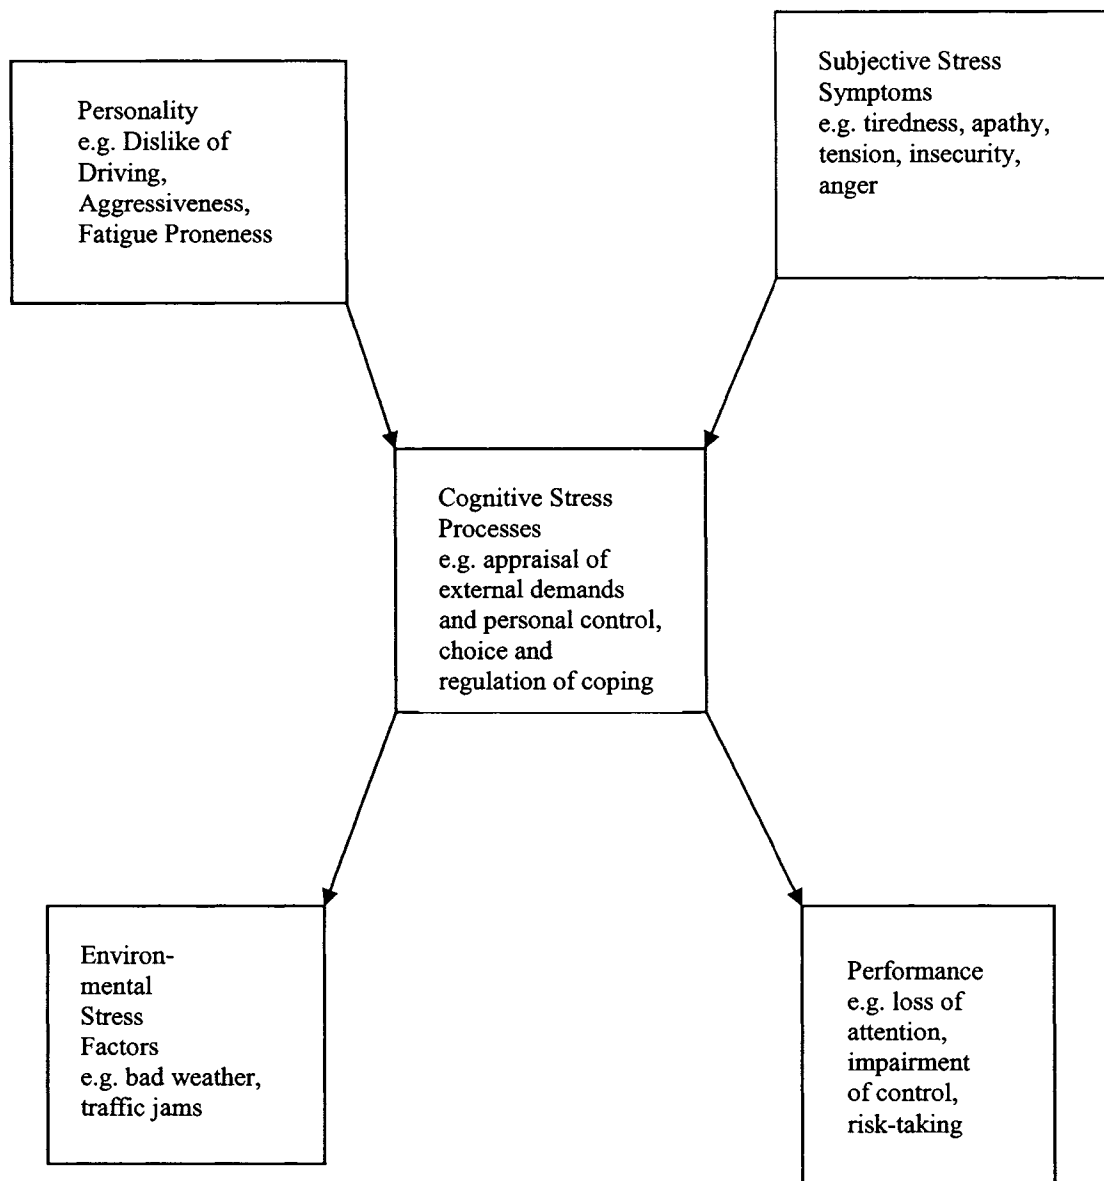 Personality
e.g. Dislike of
Driving,
Aggressiveness,
Fatigue Proneness
Subjective Stress
Symptoms
e.g. tiredness, apathy,
tension, insecurity,
anger
Cognitive Stress
Processes
e.g. appraisal of
external demands
and personal control,
choice and
regulation of coping
Environ-
mental
Stress
Factors
e.g. bad weather,
traffic jams
Performance
e.g. loss of
attention,
impairment
of control,
risk-taking